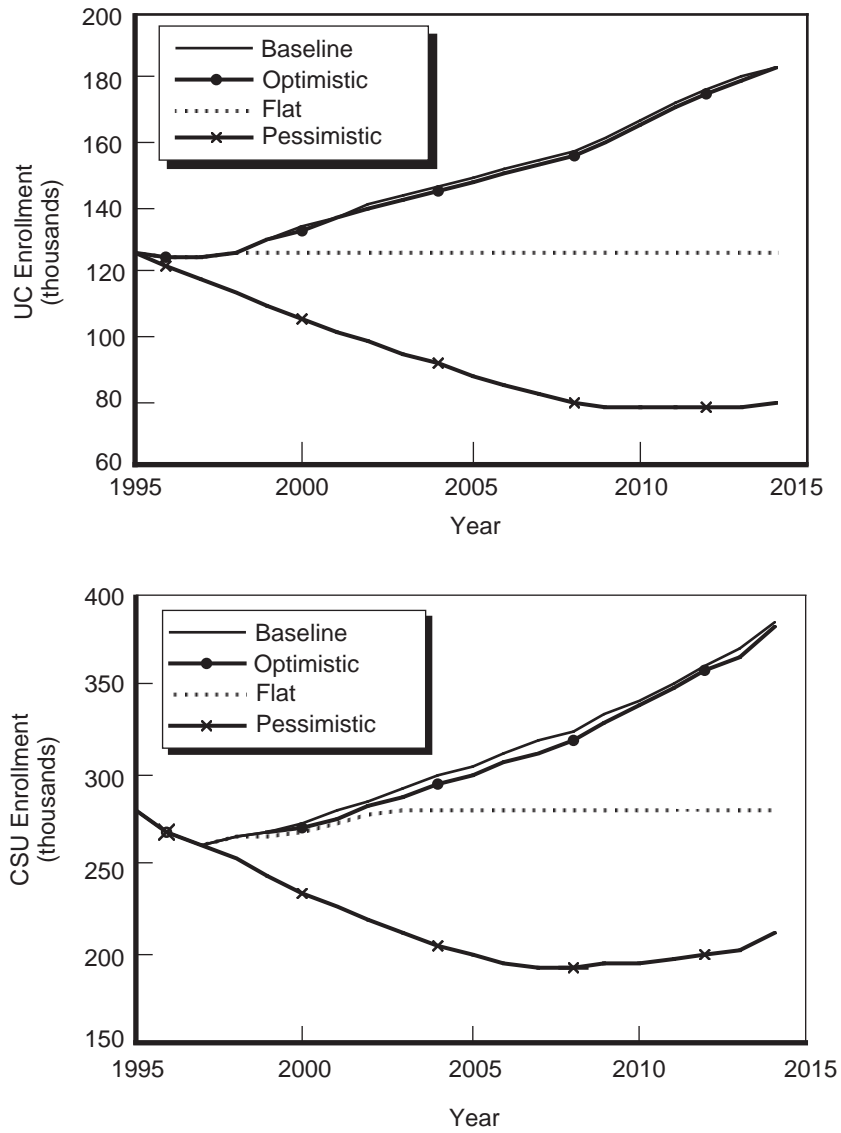 200
180
160
140
120
100
80
60
UC Enrollment
(thousands)
Baseline
Optimistic
Flat
Pessimistic
1995 2000 2005 2010 2015
Year
400
350
300
250
200
150
CSU Enrollment
(thousands)
Baseline
Optimistic
Flat
Pessimistic
1995 2000 2005 2010 2015
Year